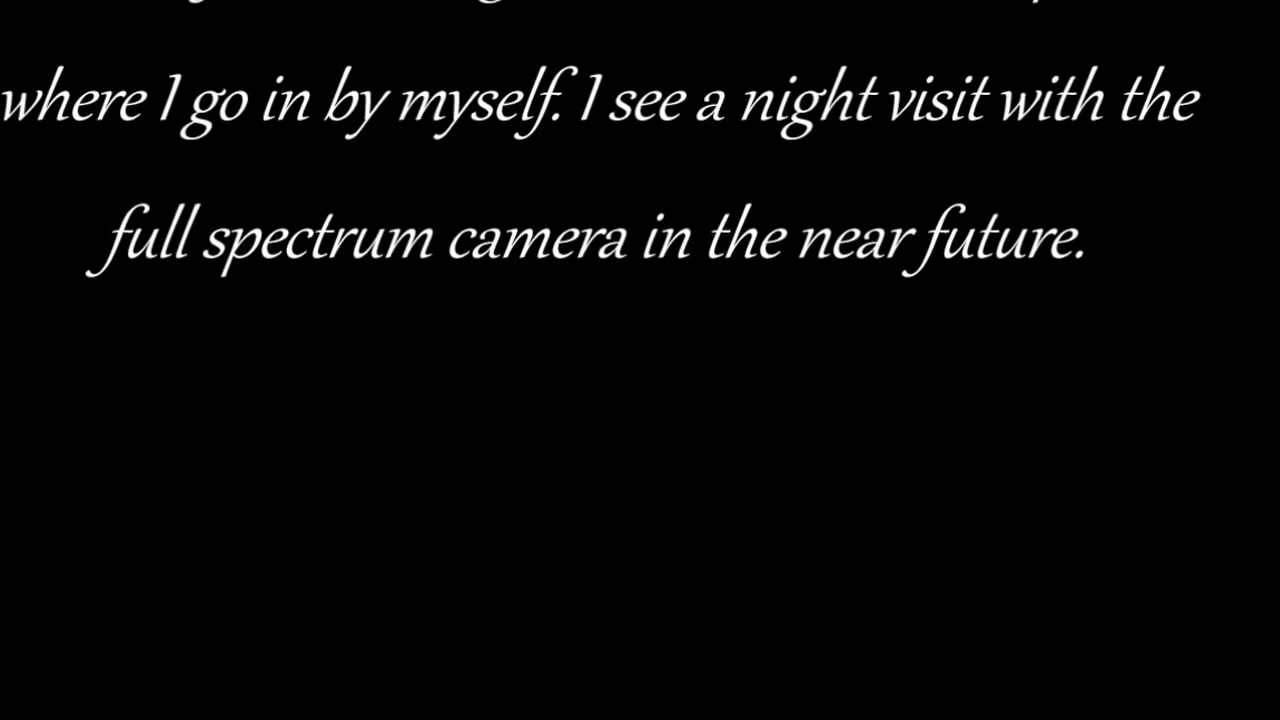 where I go in by myself. I see a night visit with the
full spectrum camera in the near future.